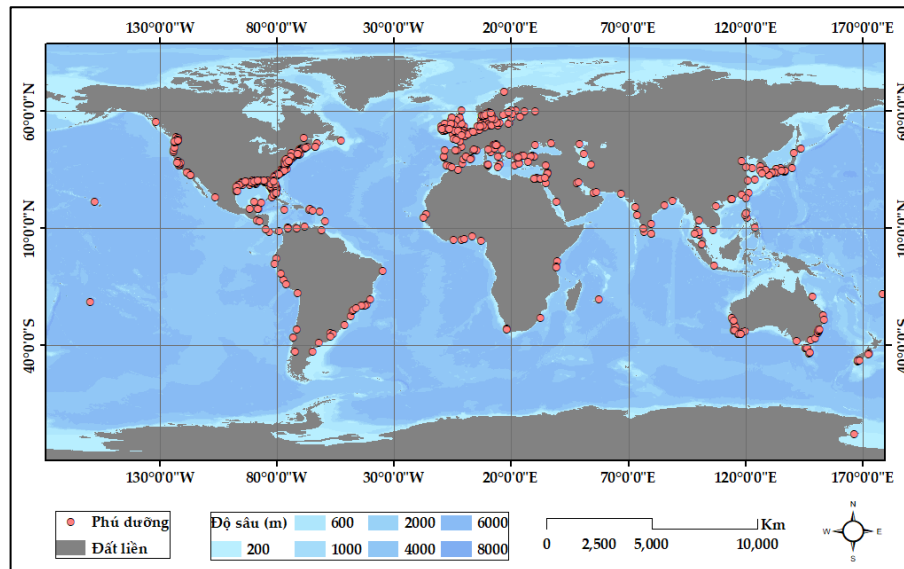 130°0'0"W 80°0'0"W 30°0'0"W 20°0'0"E 70°0'0"E 120°0'0"E 170°0'0"E
60°0'0"N 60°0'0"N
10°0'0"N 10°0'0"N
40°0'0"S 40°0'0"S
130°0'0"W 80°0'0"W 30°0'0"W 20°0'0"E 70°0'0"E 120°0'0"E 170°0'0"E
Phú dưỡng
Đất liền
Độ sâu (m) 600 2000 6000
200 1000 4000 8000
Km
0 2,500 5,000 10,000
N
W E
S